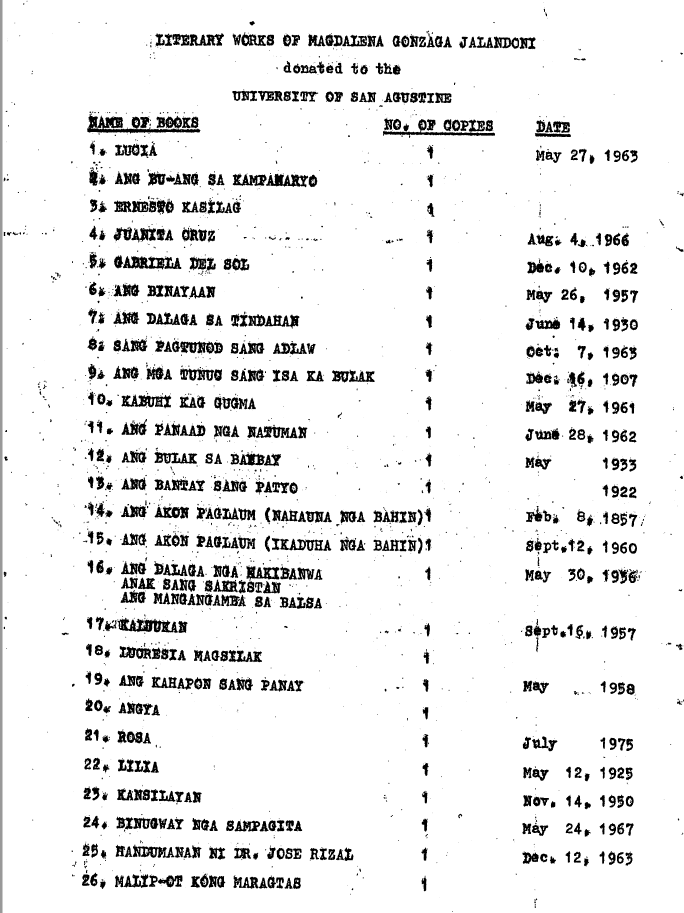 LITERARY WORKS OF MAGDALENA GONZAGA JALANDONI
donated to the
UNIVERSITY OF SAN AGUSTINE
NAME OF BOOKS NO. OF COPIES DATE
1. LUCIA 1 May 27, 1963
2. ANG BU-ANG SA KAMPANARYO 1
3. ERNESTO KASILAG 1
4. JUANITA CRUZ 1 Aug. 4, 1966
5. GABRIELA DEL SOL 1 Dec. 10, 1962
6. ANG BINAYAAN 1 May 26, 1957
7. ANG DALAGA SA TINDAHAN 1 June 14, 1930
8. SANG PAGTUNOD SANG ADLAW 1 Oct. 7, 1963
9. ANG MGA TUNUG SANG ISA KA BULAK 1 Dec. 16, 1907
10. KABUHI KAG GUGMA 1 May 27, 1961
11. ANG PANAAD NGA NATUMAN 1 June 28, 1962
12. ANG BULAK SA BAYBAY 1 May 1933
13. ANG BANTAY SANG PATYO 1 1922
14. ANG AKON PAGLAUM (NAHAUNA NGA BAHIN) 1 Feb. 8, 1857
15. ANG AKON PAGLAUM (IKADUHA NGA BAHIN) 1 Sept.12, 1960
16. ANG DALAGA NGA MAKIBANWA 1 May 30, 1936
ANAK SANG SAKRISTAN
ANG MANGANGAMBA SA BALSA
17. 1 Sept.16, 1957
18. LUCRESIA MAGSILAK 1
19. ANG KAHAPON SANG PANAY 1 May 1958
20. ANGYA 1
21. ROSA 1 July 1975
22. LILIA 1 May 12, 1925
23. KANSILAYAN 1 Nov. 14, 1950
24. BINUGWAY NGA SAMPAGITA 1 May 24, 1967
25. HANDUMANAN NI DR. JOSE RIZAL 1 Dec. 12, 1963
26. MALIP-OT KONG MARAGTAS 1